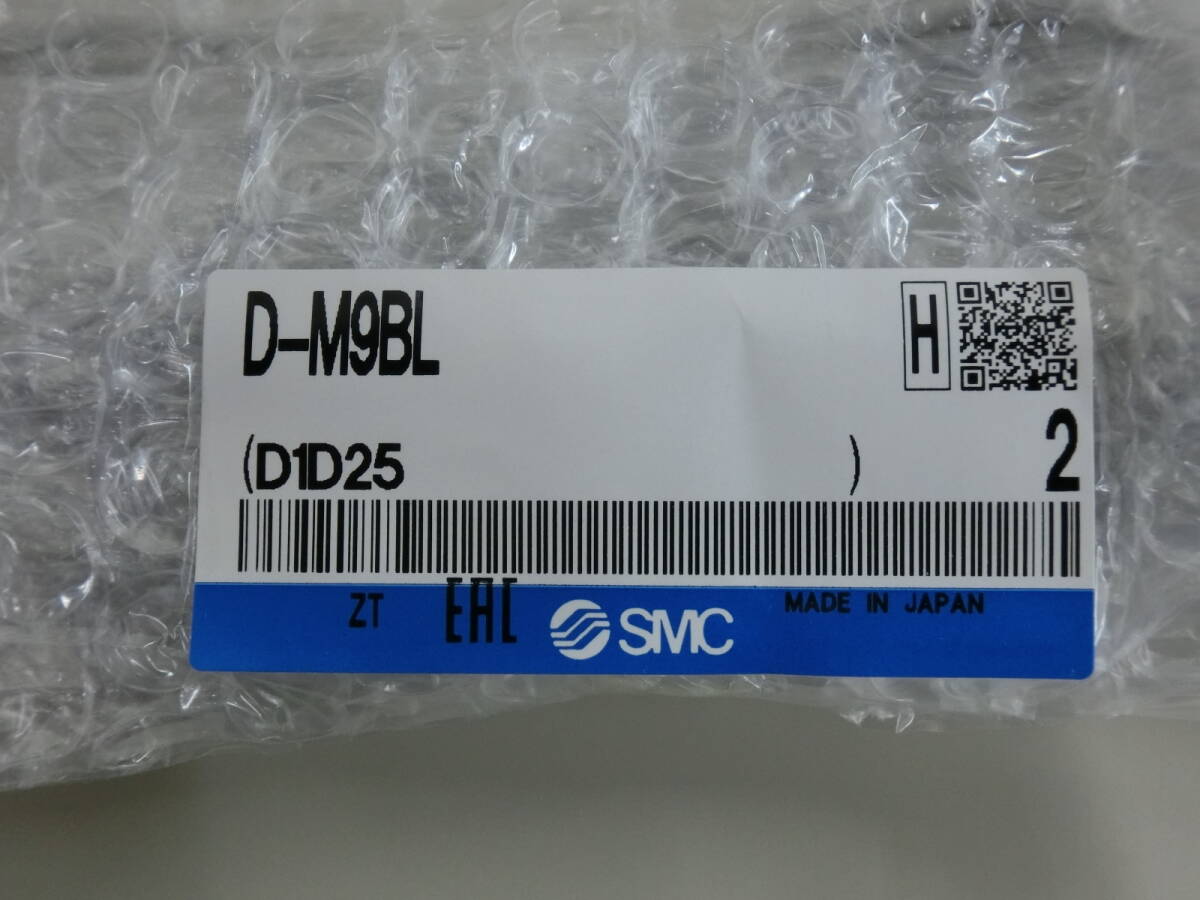 D-M9BL
H
(D1D25 )
2
ZT EAC SMC MADE IN JAPAN